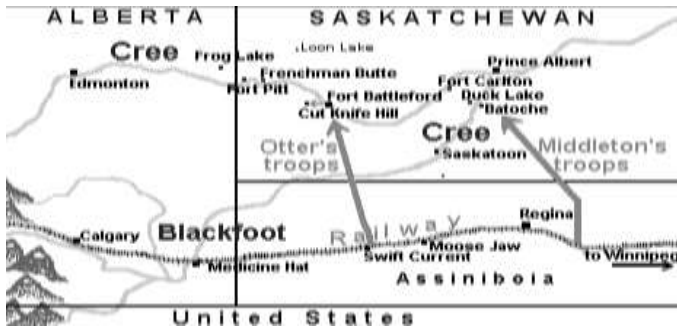 ALBERTA
SASKATCHEWAN
Cree
Frog Lake
Loon Lake
Prince Albert
Edmonton
Frenchman Butte
Fort Pitt
Fort Carlton
Fort Battleford
Duck Lake
Cut Knife Hill
Batoche
Cree
Otter's
troops
Middleton's
troops
Saskatoon
Blackfoot
Railway
Regina
Calgary
Moose Jaw
Swift Current
to Winnipeg
Medicine Hat
Assiniboia
United States